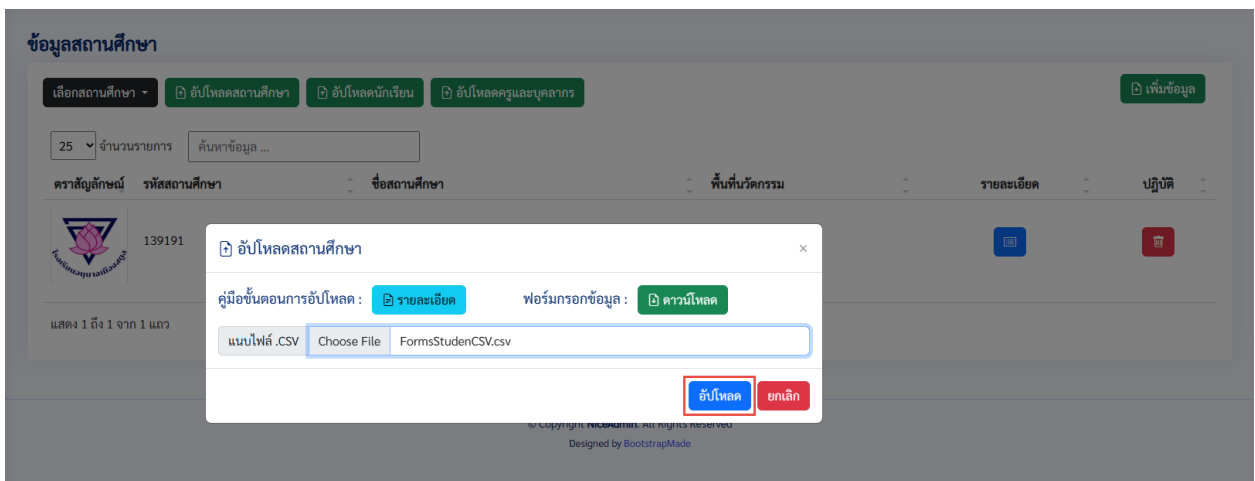 ข้อมูลสถานศึกษา
เลือกสถานศึกษา อัปโหลดสถานศึกษา อัปโหลดนักเรียน อัปโหลดครูและบุคลากร เพิ่มข้อมูล
25 จำนวนรายการ ค้นหาข้อมูล ...
ตราสัญลักษณ์ รหัสสถานศึกษา ชื่อสถานศึกษา พื้นที่นวัตกรรม รายละเอียด ปฏิบัติ
139191
อัปโหลดสถานศึกษา ×
คู่มือขั้นตอนการอัปโหลด : รายละเอียด ฟอร์มกรอกข้อมูล : ดาวน์โหลด
แนบไฟล์ .CSV Choose File FormsStudenCSV.csv
อัปโหลด ยกเลิก
แสดง 1 ถึง 1 จาก 1 แถว
© Copyright NiceAdmin. All Rights Reserved
Designed by BootstrapMade